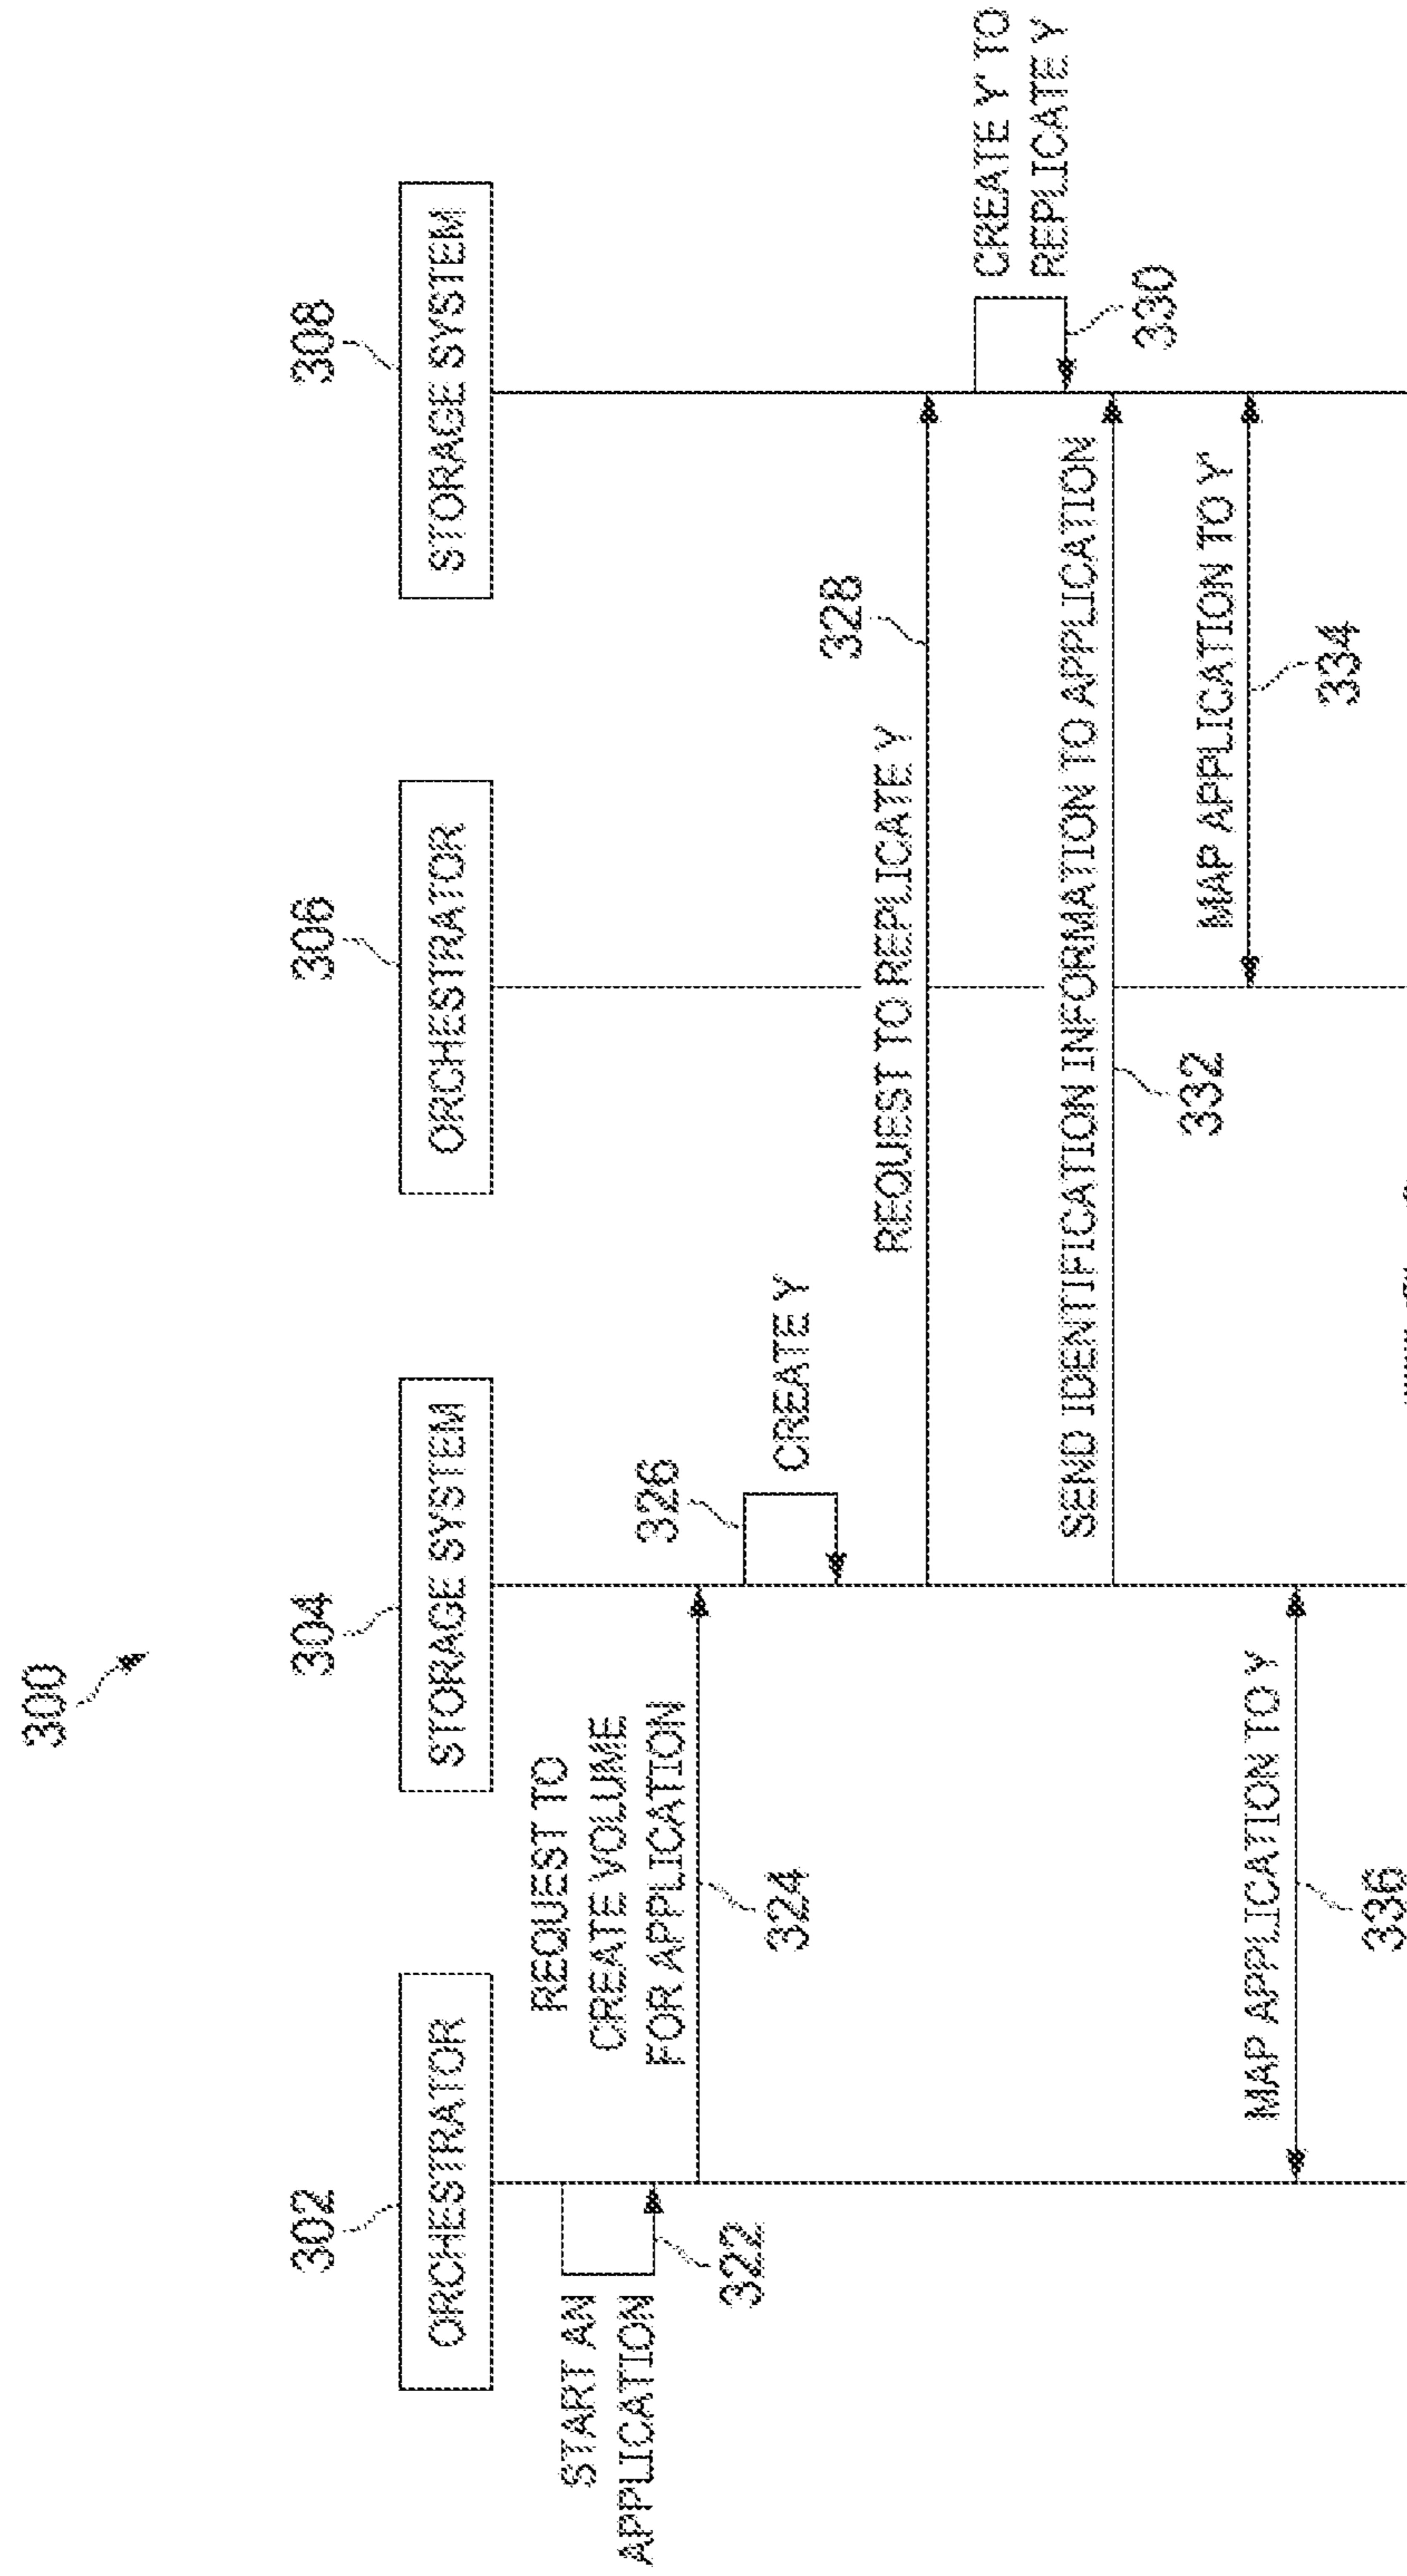 300
302
304
306
308
ORCHESTRATOR
STORAGE SYSTEM
ORCHESTRATOR
STORAGE SYSTEM
START AN
APPLICATION
322
REQUEST TO
CREATE VOLUME
FOR APPLICATION
324
326
CREATE Y
328
REQUEST TO REPLICATE Y
CREATE Y' TO
REPLICATE Y
330
SEND IDENTIFICATION INFORMATION TO APPLICATION
332
MAP APPLICATION TO Y'
334
MAP APPLICATION TO Y
336